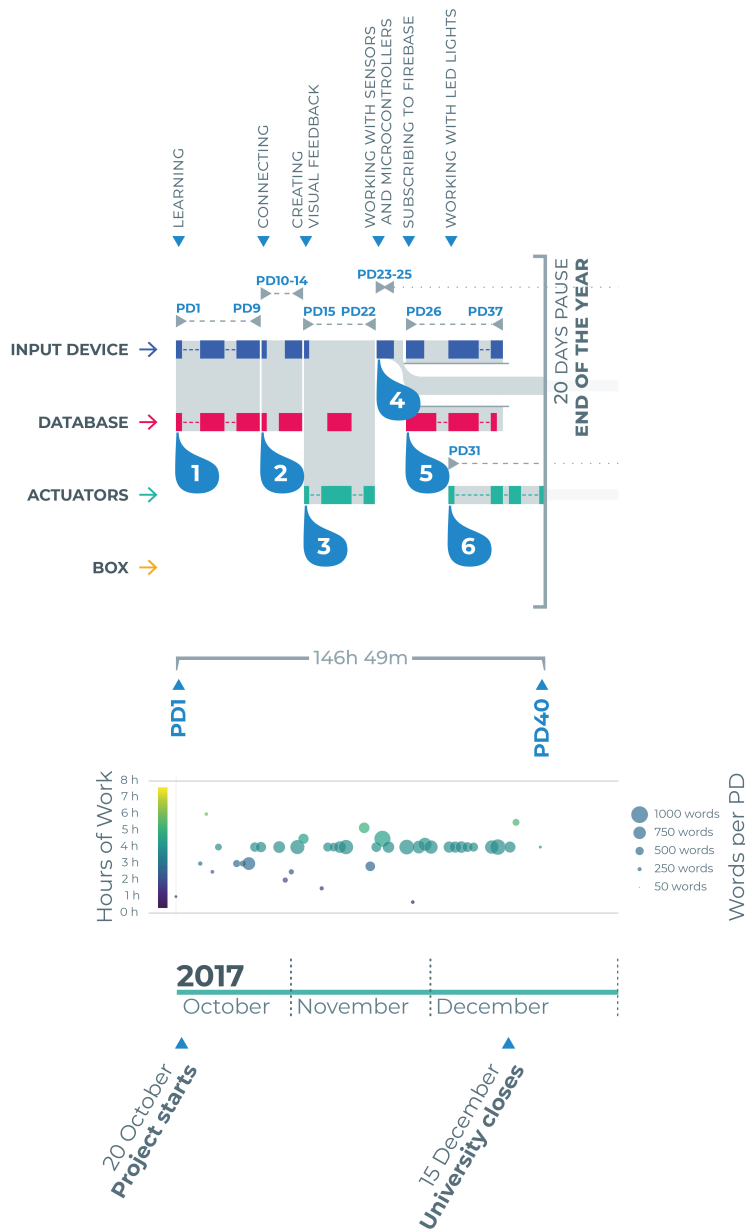 LEARNING
CONNECTING
CREATING
VISUAL FEEDBACK
WORKING WITH SENSORS
AND MICROCONTROLLERS
SUBSCRIBING TO FIREBASE
WORKING WITH LED LIGHTS
20 DAYS PAUSE
END OF THE YEAR
PD10-14
PD23-25
PD1
PD9
PD15
PD22
PD26
PD37
INPUT DEVICE
4
DATABASE
1
2
5
PD31
ACTUATORS
3
6
BOX
146h 49m
PD1
PD40
Hours of Work
8 h
7 h
6 h
5 h
4 h
3 h
2 h
1 h
0 h
1000 words
750 words
500 words
250 words
50 words
Words per PD
2017
October
November
December
20 October
Project starts
15 December
University closes